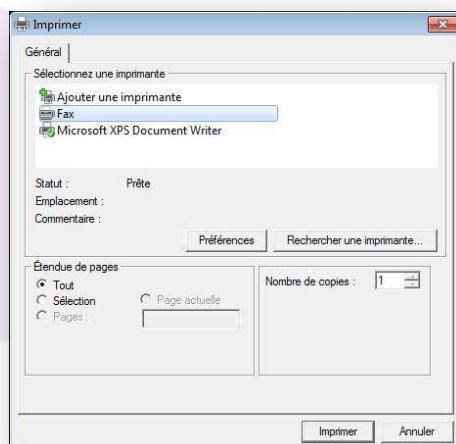 Imprimer
Général
Sélectionnez une imprimante
Ajouter une imprimante
Fax
Microsoft XPS Document Writer
Statut : Prête
Emplacement :
Commentaire :
Préférences Rechercher une imprimante...
Étendue de pages
Tout
Sélection Page actuelle
Pages :
Nombre de copies : 1
Imprimer Annuler